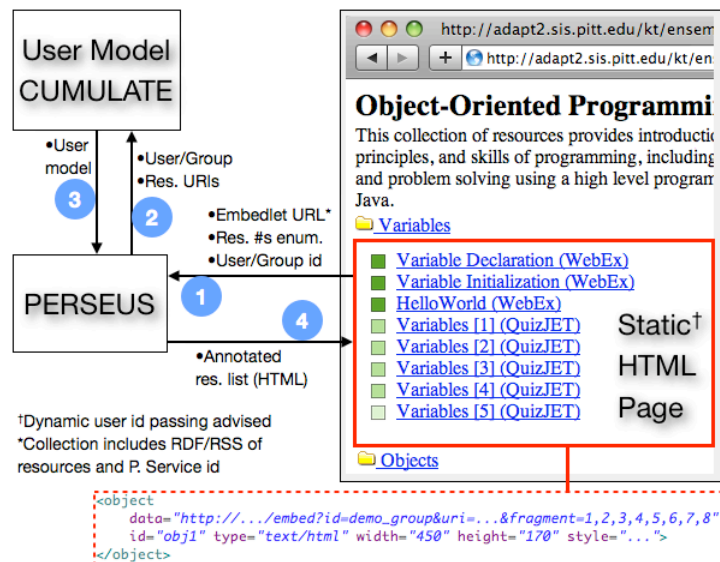 User Model
CUMULATE
•User
model
3
•User/Group
•Res. URIs
2
•Embedlet URL*
•Res. #s enum.
•User/Group id
1
PERSEUS
4
•Annotated
res. list (HTML)
†Dynamic user id passing advised
*Collection includes RDF/RSS of
resources and P. Service id
http://adapt2.sis.pitt.edu/kt/ensem
http://adapt2.sis.pitt.edu/kt/en
Object-Oriented Programmi
This collection of resources provides introductio
principles, and skills of programming, including
and problem solving using a high level program
Java.
Variables
Variable Declaration (WebEx)
Variable Initialization (WebEx)
HelloWorld (WebEx)
Variables [1] (QuizJET)
Variables [2] (QuizJET)
Variables [3] (QuizJET)
Variables [4] (QuizJET)
Variables [5] (QuizJET)
Static†
HTML
Page
Objects
<object
data="http://.../embed?id=demo_group&uri=...&fragment=1,2,3,4,5,6,7,8"
id="obj1" type="text/html" width="450" height="170" style="...">
</object>